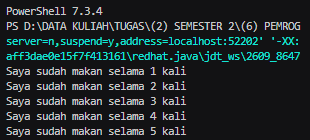 PowerShell 7.3.4
PS D:\DATA KULIAH\TUGAS\(2) SEMESTER 2\(6) PEMROG
server=n,suspend=y,address=localhost:52202' '-XX:
aff3dae0e15f7f413161\redhat.java\jdt_ws\2609_8647
Saya sudah makan selama 1 kali
Saya sudah makan selama 2 kali
Saya sudah makan selama 3 kali
Saya sudah makan selama 4 kali
Saya sudah makan selama 5 kali